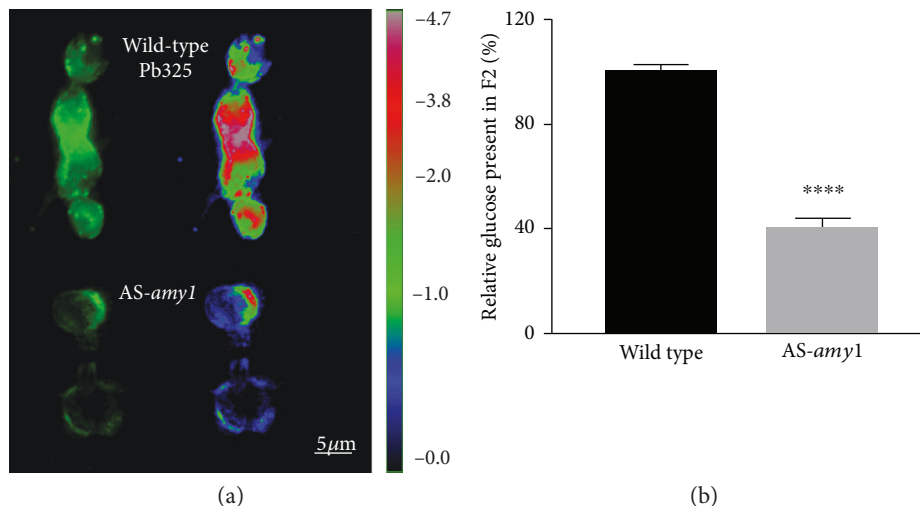 Wild-type
Pb325
AS-amy1
5μm
–4.7
–3.8
–2.0
–1.0
–0.0
(a)
Relative glucose present in F2 (%)
120
80
40
0
****
Wild type
AS-amy1
(b)